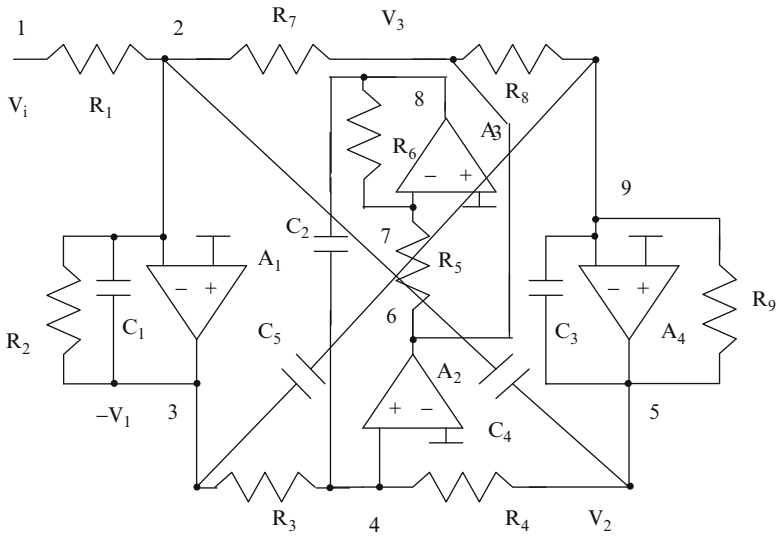 1
2
R7
V3
Vi
R1
8
R8
A3
R6
− +
9
C2
7
R5
A1
− +
− +
R2
C1
C5
6
C3
A4
R9
A2
−V1
3
+ −
C4
5
R3
4
R4
V2